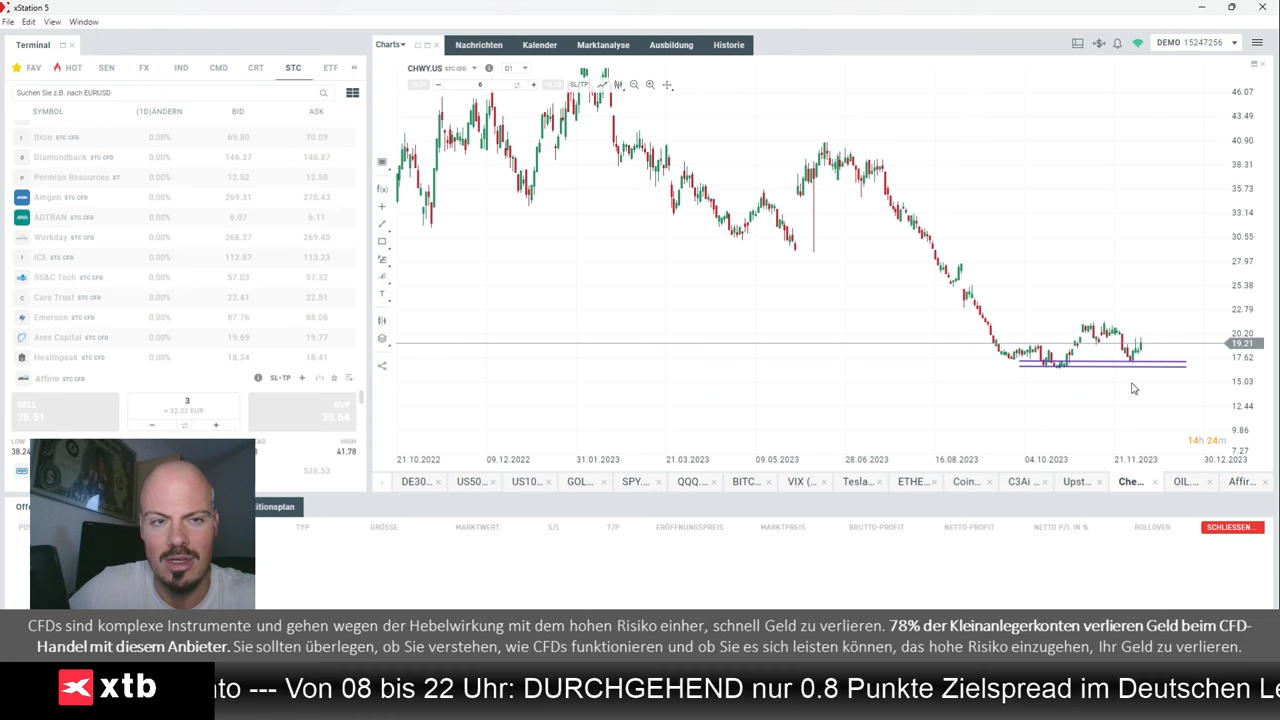 xStation 5
File Edit View Window
Terminal
FAV HOT SEN FX IND CMD CRT STC ETF
Suchen Sie z.B. nach EURUSD
SYMBOL (1D)ÄNDERN BID ASK
Itron STC CFD 0.00% 69.80 70.09
Diamondback STC CFD 0.00% 146.37 146.87
Permian Resources ST 0.00% 12.52 12.58
Amgen STC CFD 0.00% 269.31 270.43
ADTRAN STC CFD 0.00% 6.07 6.11
Workday STC CFD 0.00% 268.37 269.40
ICE STC CFD 0.00% 112.87 113.23
SS&C Tech STC CFD 0.00% 57.03 57.32
Care Trust STC CFD 0.00% 22.41 22.51
Emerson STC CFD 0.00% 87.76 88.06
Ares Capital STC CFD 0.00% 19.69 19.77
Healthpeak STC CFD 0.00% 18.34 18.41
Affirm STC CFD SL•TP
SELL 38.51
3
≈ 32.22 EUR
BUY 38.64
LOW HIGH
38.24 41.78
536.53
Charts Nachrichten Kalender Marktanalyse Ausbildung Historie
DEMO 15247256
CHWY.US STC CFD D1
6 SL/TP
46.07
43.49
40.90
38.31
35.73
33.14
30.55
27.97
25.38
22.79
20.20
19.21
17.62
15.03
12.44
9.86
7.27
14h 24m
21.10.2022 09.12.2022 31.01.2023 21.03.2023 09.05.2023 28.06.2023 16.08.2023 04.10.2023 21.11.2023 30.12.2023
DE30... US50... US10... GOL... SPY.... QQQ.... BITC... VIX (... Tesla... ETHE... Coin... C3Ai ... Upst... Che... OIL.... Affir...
itionsplan
TYP GRÖSSE MARKTWERT S/L T/P ERÖFFNUNGSPREIS MARKTPREIS BRUTTO-PROFIT NETTO-PROFIT NETTO P/L IN % ROLLOVER SCHLIESSEN...
CFDs sind komplexe Instrumente und gehen wegen der Hebelwirkung mit dem hohen Risiko einher, schnell Geld zu verlieren. 78% der Kleinanlegerkonten verlieren Geld beim CFD-
Handel mit diesem Anbieter. Sie sollten überlegen, ob Sie verstehen, wie CFDs funktionieren und ob Sie es sich leisten können, das hohe Risiko einzugehen, Ihr Geld zu verlieren.
xtb
uto --- Von 08 bis 22 Uhr: DURCHGEHEND nur 0.8 Punkte Zielspread im Deutschen Le